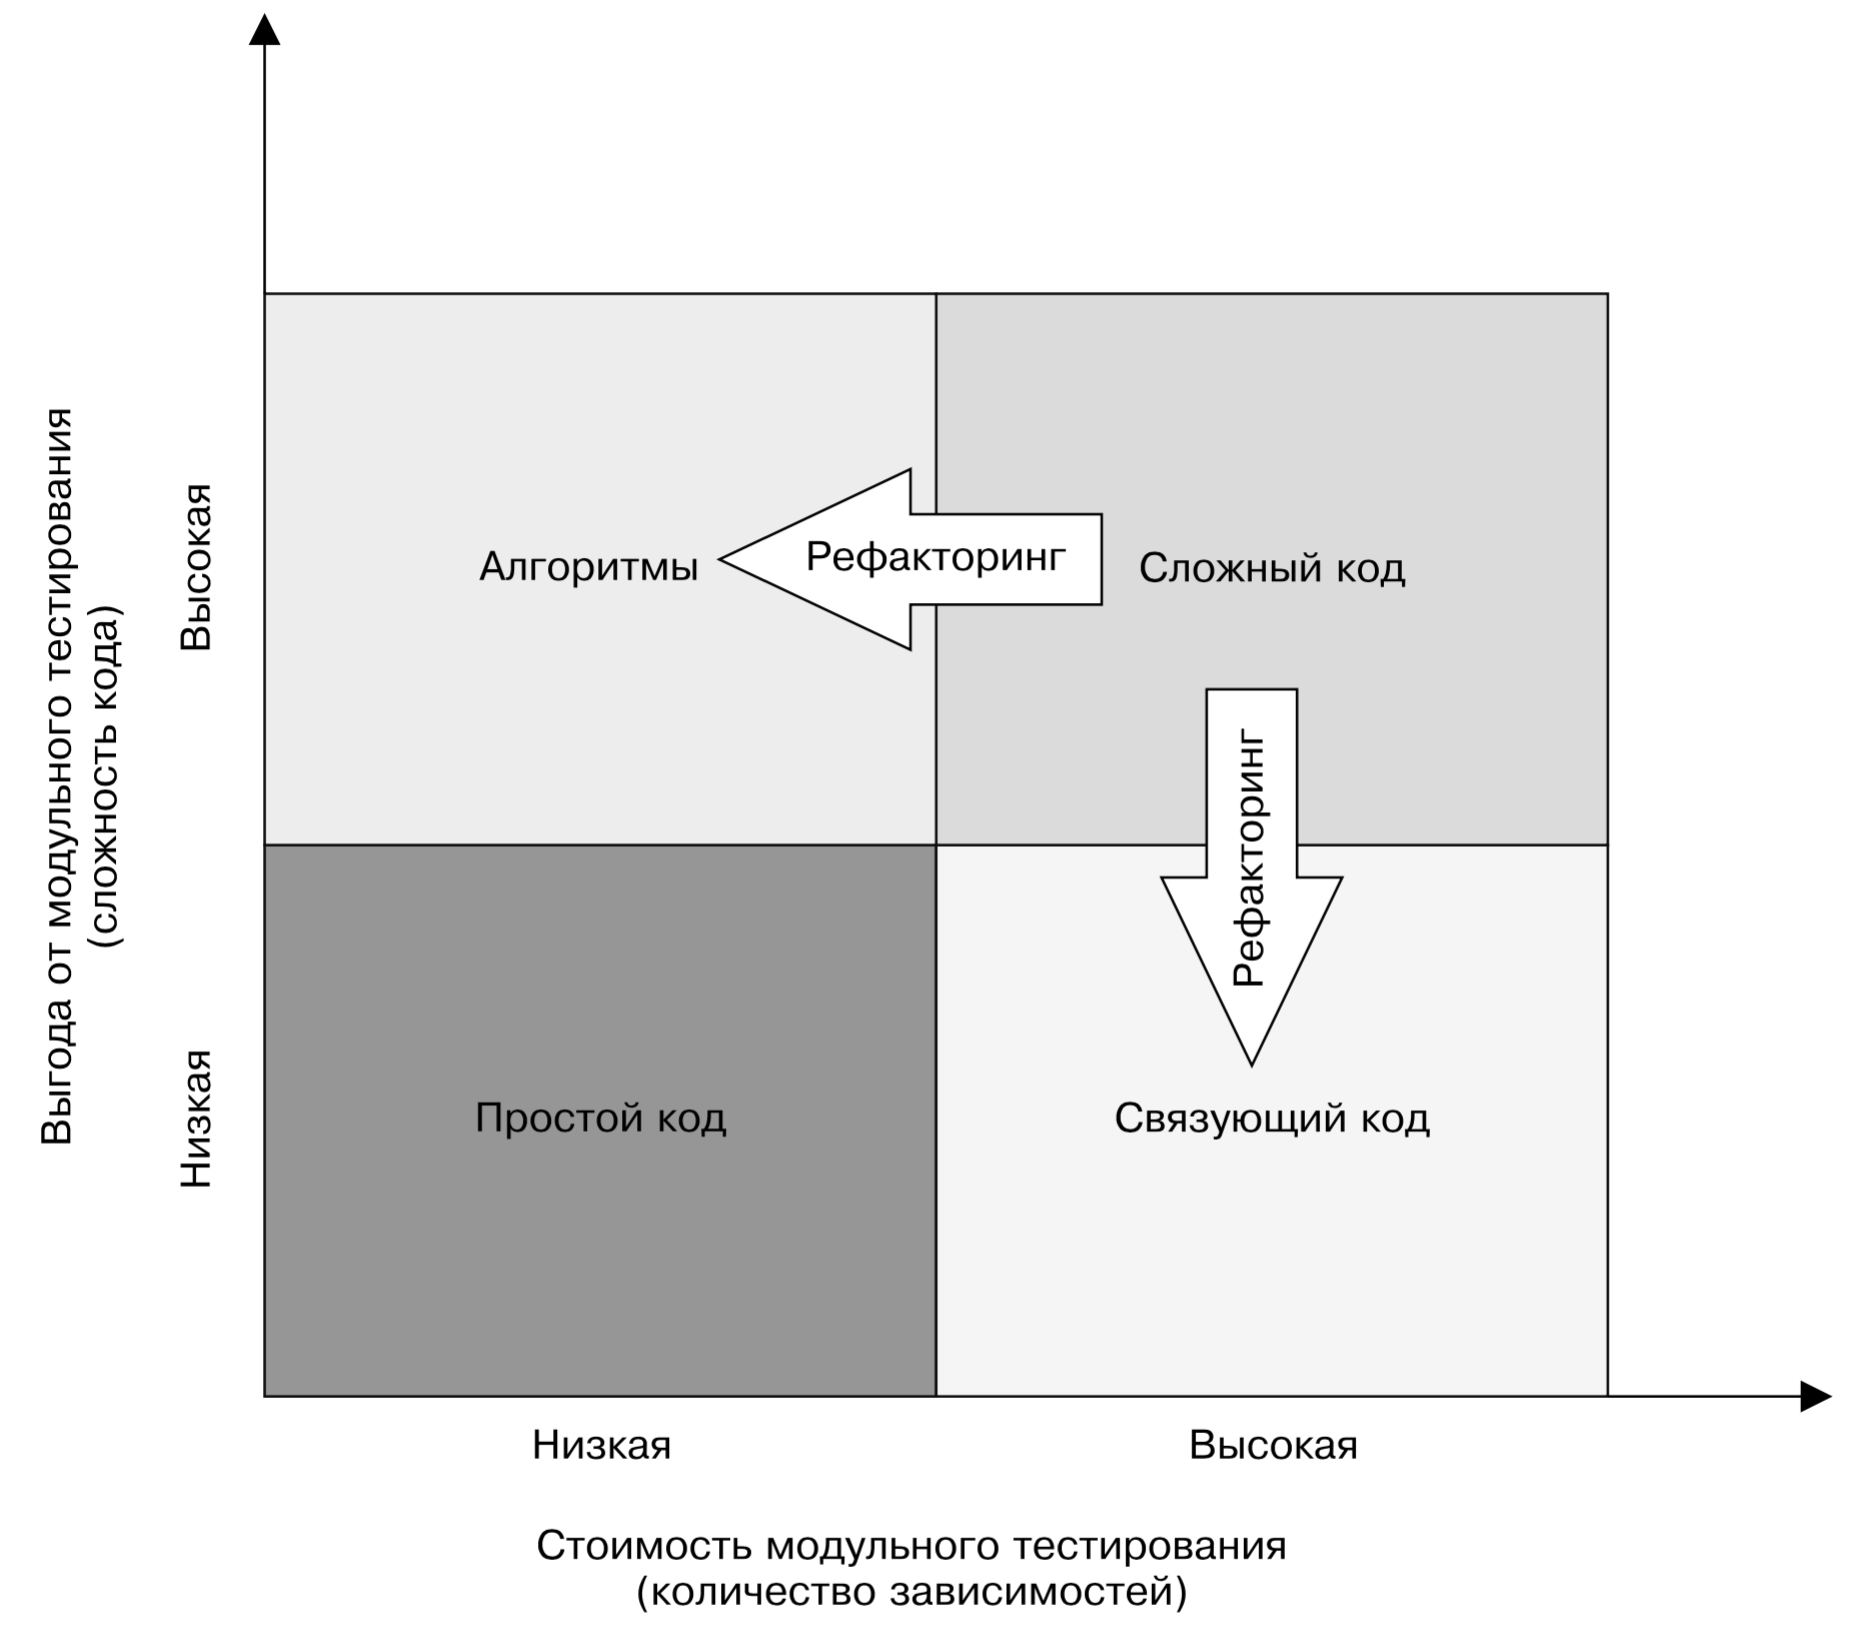 Выгода от модульного тестирования
(сложность кода)
Высокая
Низкая
Алгоритмы
Рефакторинг
Сложный код
Рефакторинг
Простой код
Связующий код
Низкая
Высокая
Стоимость модульного тестирования
(количество зависимостей)